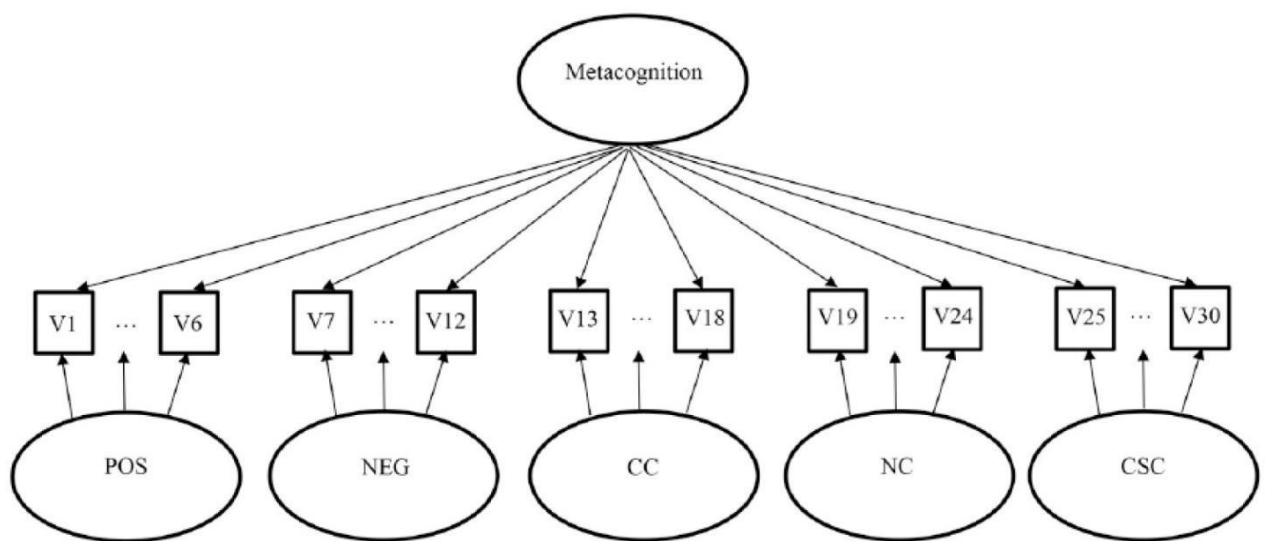 Metacognition
V1 ... V6 V7 ... V12 V13 ... V18 V19 ... V24 V25 ... V30
POS NEG CC NC CSC